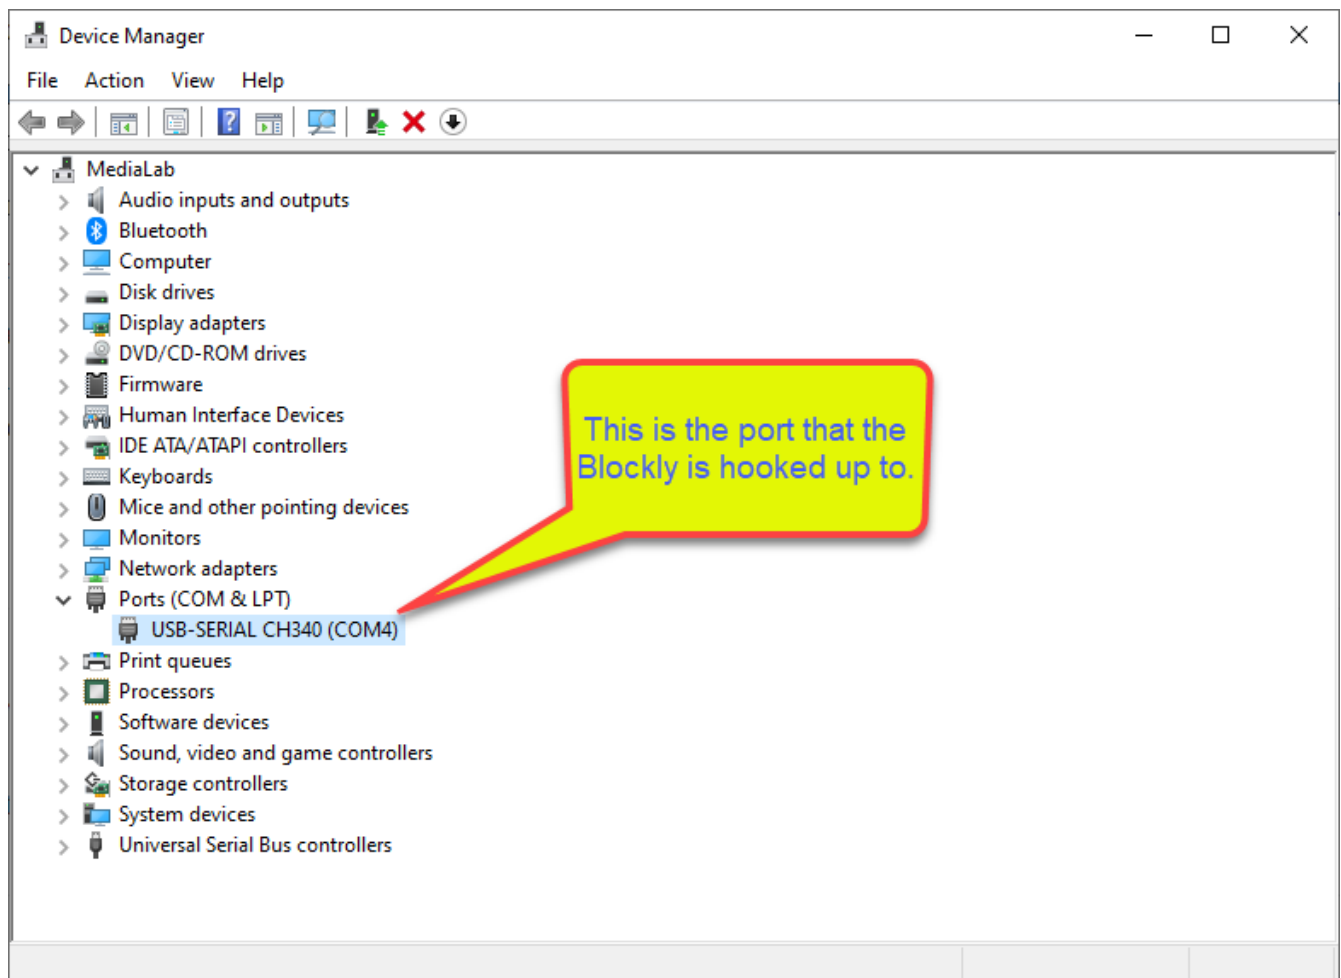 Device Manager
File Action View Help
MediaLab
Audio inputs and outputs
Bluetooth
Computer
Disk drives
Display adapters
DVD/CD-ROM drives
Firmware
Human Interface Devices
IDE ATA/ATAPI controllers
Keyboards
Mice and other pointing devices
Monitors
Network adapters
Ports (COM & LPT)
USB-SERIAL CH340 (COM4)
Print queues
Processors
Software devices
Sound, video and game controllers
Storage controllers
System devices
Universal Serial Bus controllers
This is the port that the
Blockly is hooked up to.